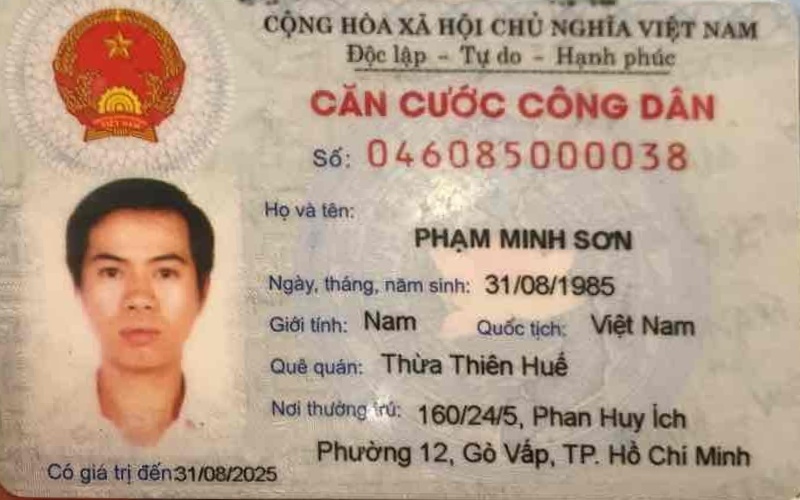 CỘNG HÒA XÃ HỘI CHỦ NGHĨA VIỆT NAM
Độc lập - Tự do - Hạnh phúc
CĂN CƯỚC CÔNG DÂN
Số: 046085000038
Họ và tên:
PHẠM MINH SƠN
Ngày, tháng, năm sinh: 31/08/1985
Giới tính: Nam Quốc tịch: Việt Nam
Quê quán: Thừa Thiên Huế
Nơi thường trú: 160/24/5, Phan Huy Ích
Phường 12, Gò Vấp, TP. Hồ Chí Minh
Có giá trị đến: 31/08/2025